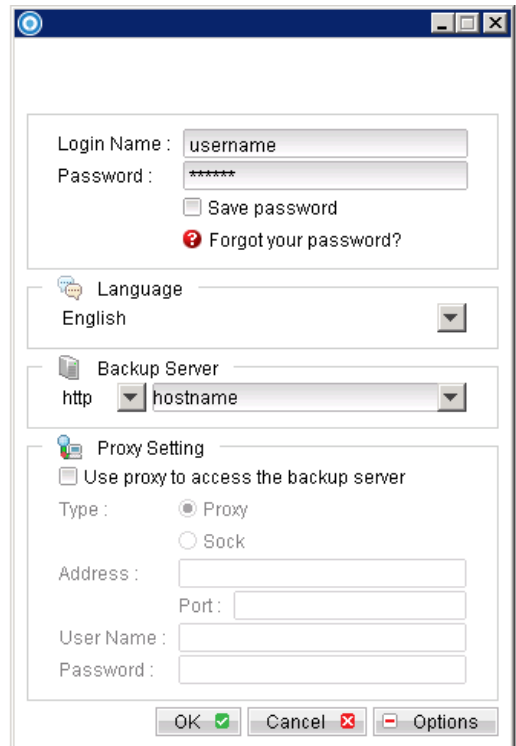 Login Name : username
Password : ******
Save password
Forgot your password?
Language
English
Backup Server
http hostname
Proxy Setting
Use proxy to access the backup server
Type : Proxy
Sock
Address :
Port :
User Name :
Password :
OK Cancel Options